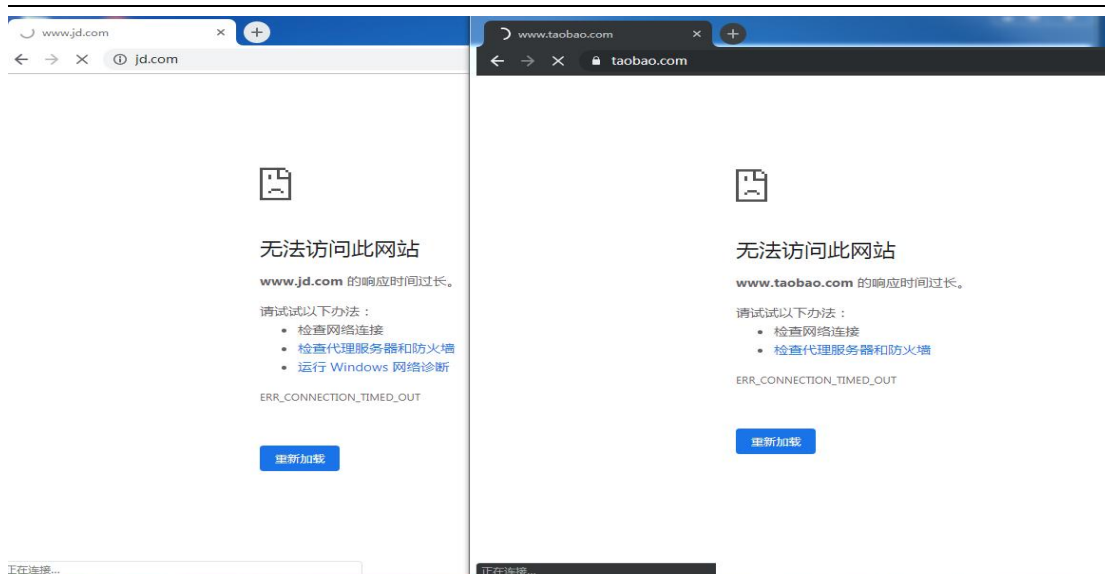 www.jd.com
jd.com
无法访问此网站
www.jd.com 的响应时间过长。
请试试以下办法：
• 检查网络连接
• 检查代理服务器和防火墙
• 运行 Windows 网络诊断
ERR_CONNECTION_TIMED_OUT
重新加载
正在连接...
www.taobao.com
taobao.com
无法访问此网站
www.taobao.com 的响应时间过长。
请试试以下办法：
• 检查网络连接
• 检查代理服务器和防火墙
ERR_CONNECTION_TIMED_OUT
重新加载
正在连接...